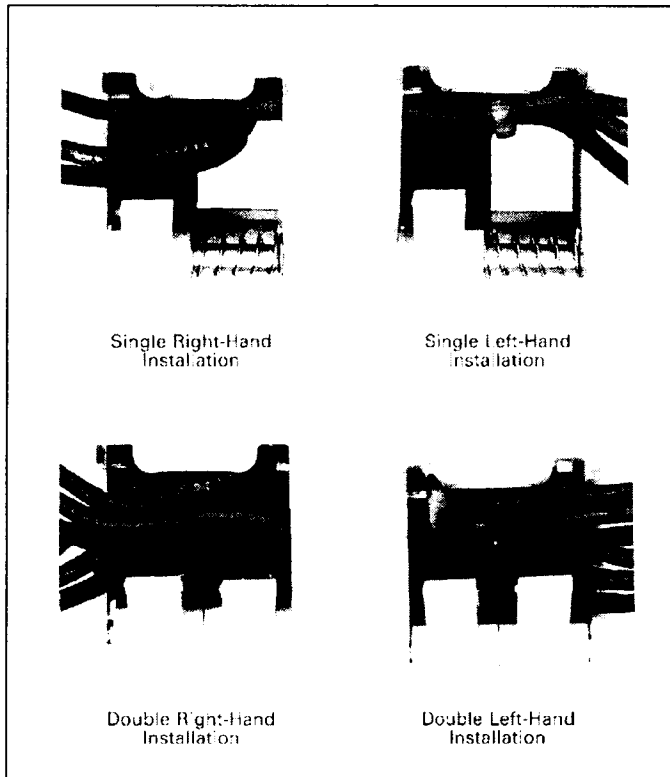 Single Right-Hand
Installation
Single Left-Hand
Installation
Double Right-Hand
Installation
Double Left-Hand
Installation